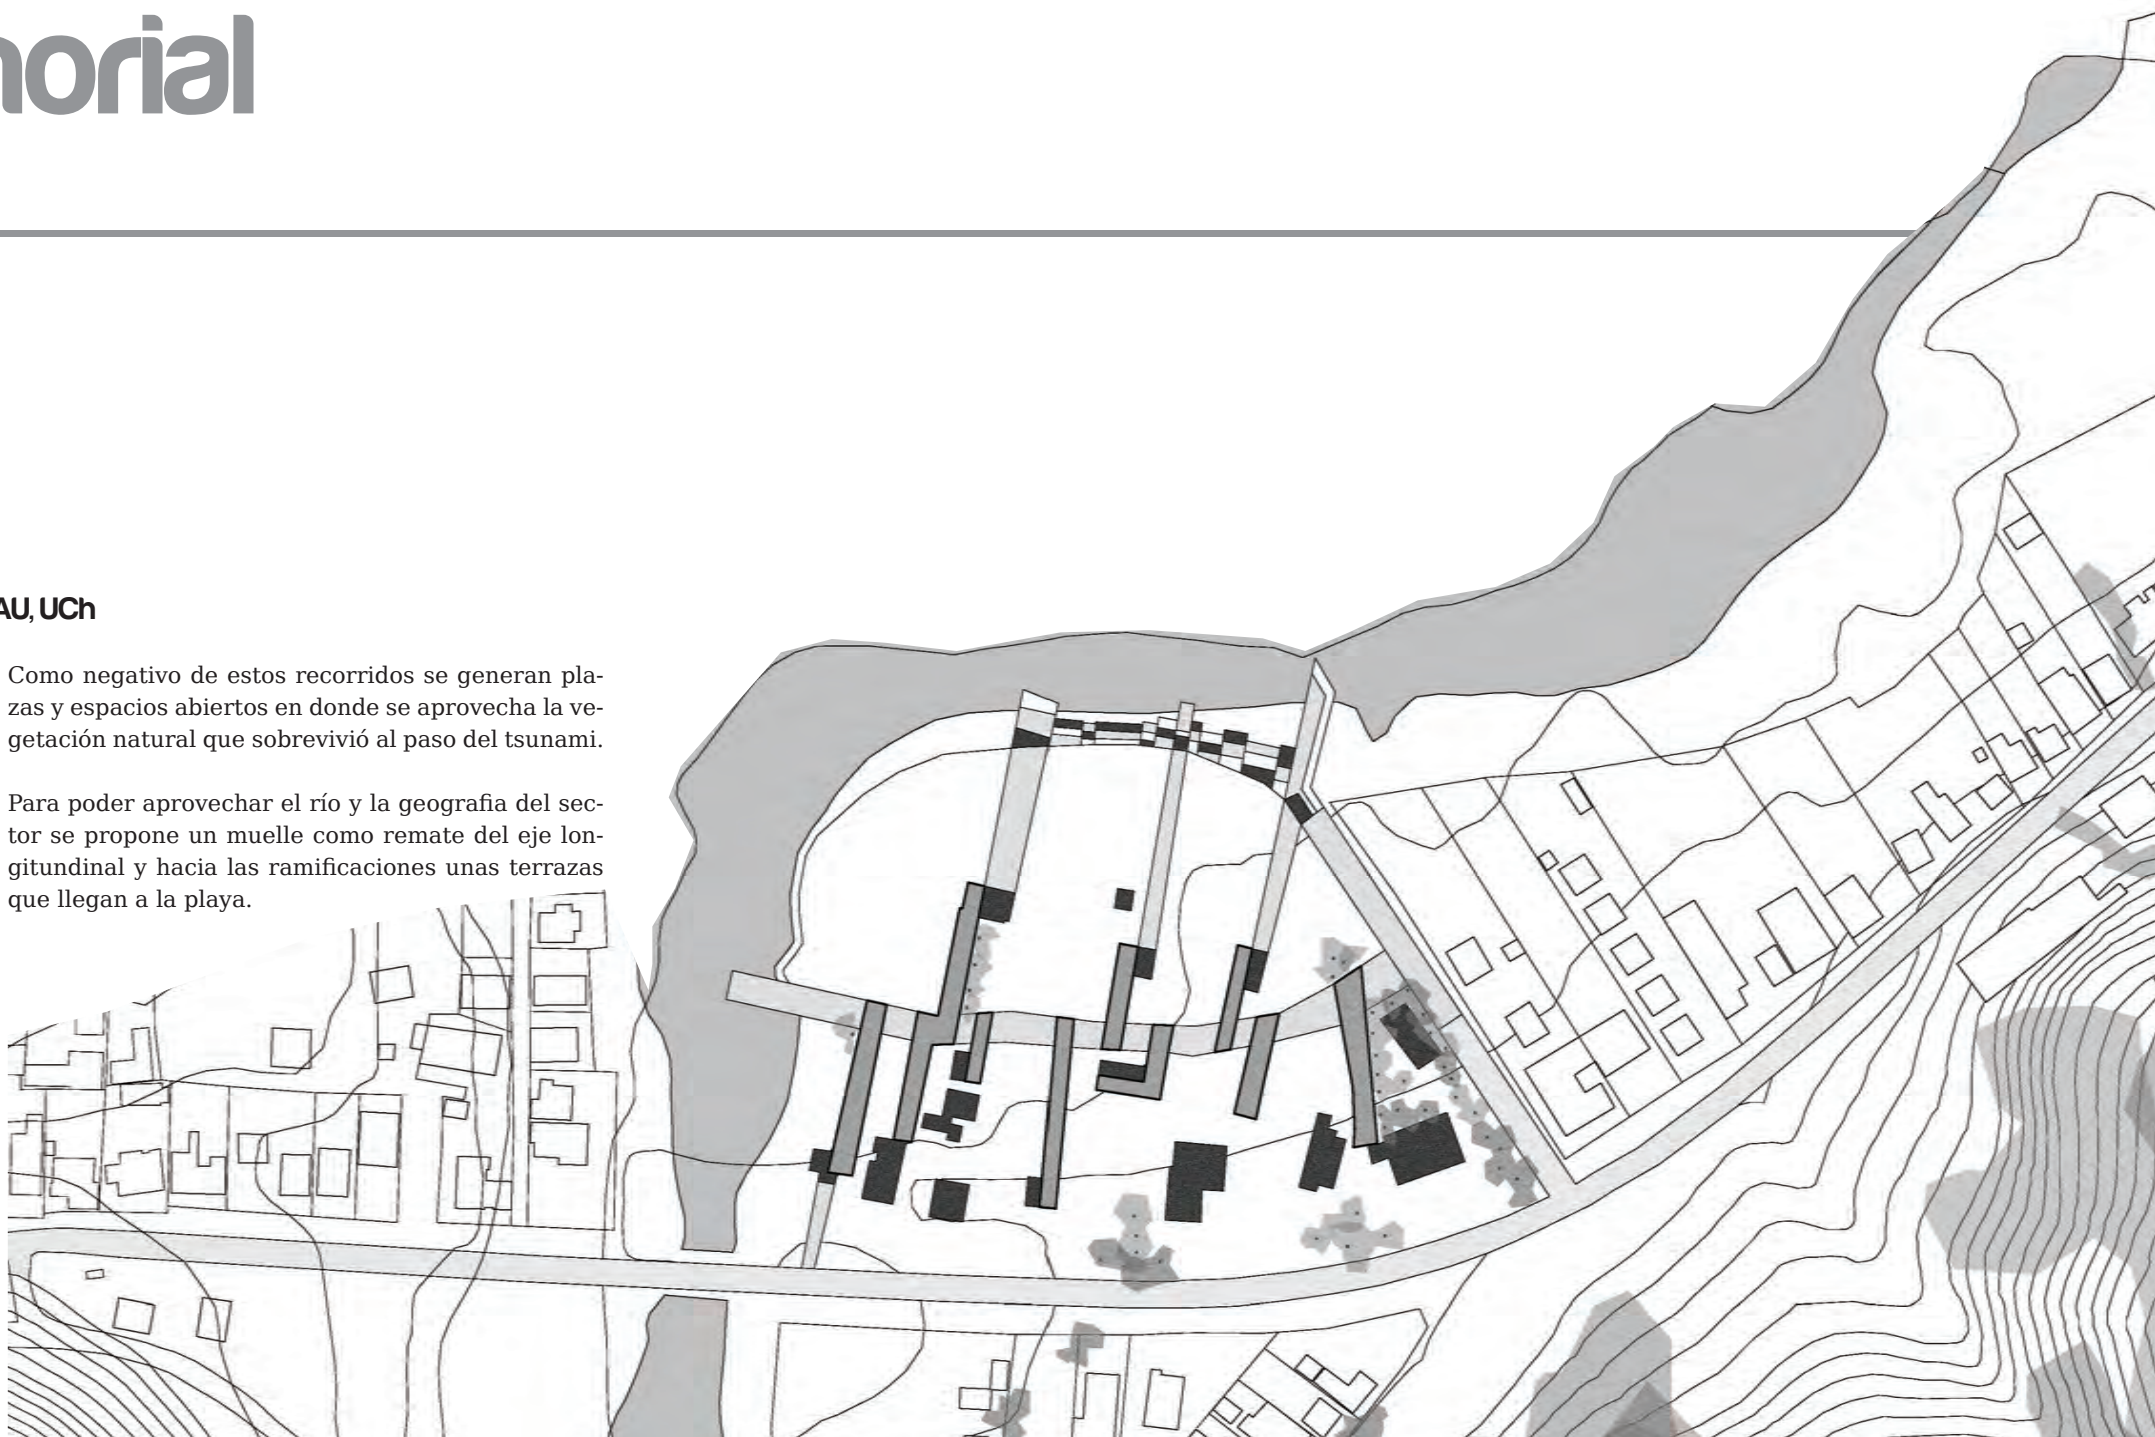 norial
AU, UCh
Como negativo de estos recorridos se generan pla-
zas y espacios abiertos en donde se aprovecha la ve-
getación natural que sobrevivió al paso del tsunami.
Para poder aprovechar el río y la geografia del sec-
tor se propone un muelle como remate del eje lon-
gitundinal y hacia las ramificaciones unas terrazas
que llegan a la playa.